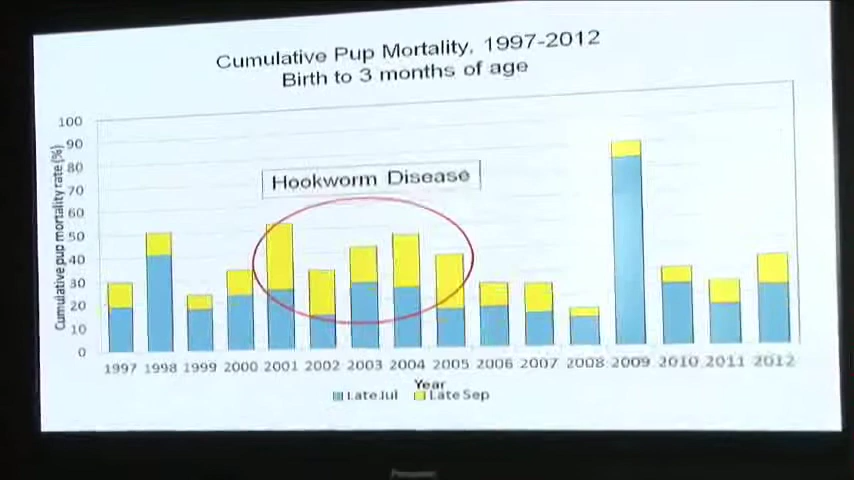 Cumulative Pup Mortality, 1997-2012
Birth to 3 months of age
Cumulative pup mortality rate (%)
100
90
80
70
60
50
40
30
20
10
0
Hookworm Disease
1997 1998 1999 2000 2001 2002 2003 2004 2005 2006 2007 2008 2009 2010 2011 2012
Year
Late Jul Late Sep
Panasonic